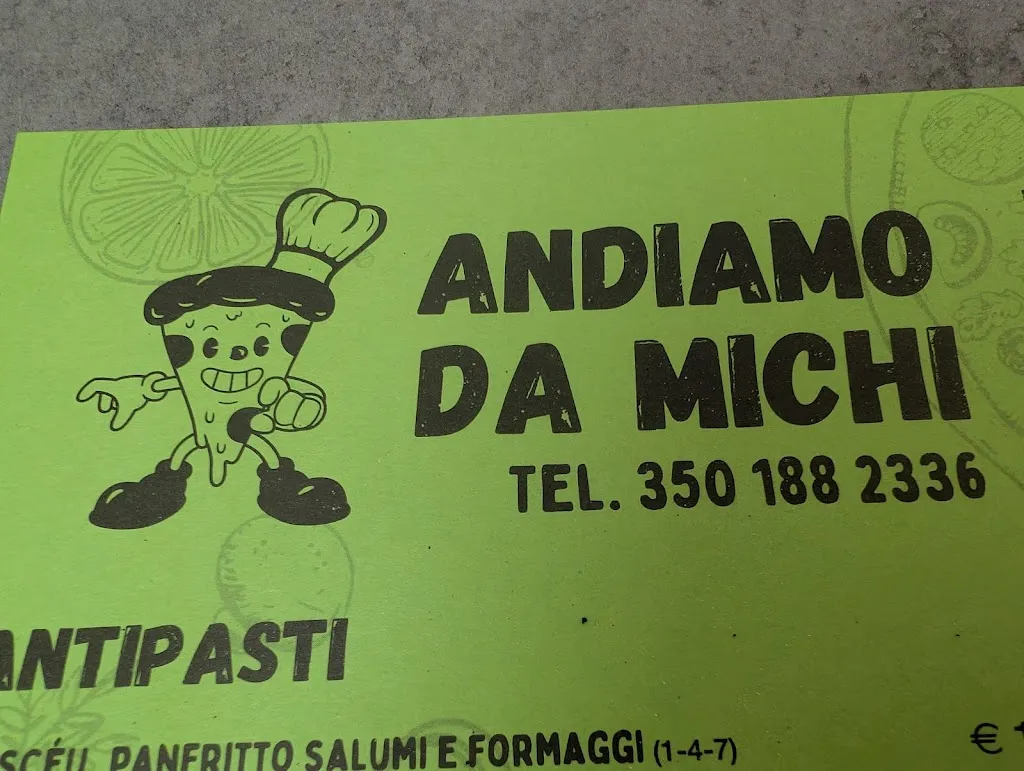 ANDIAMO
DA MICHI
TEL. 350 188 2336
ANTIPASTI
PANFRITTO SALUMI E FORMAGGI (1-4-7) €